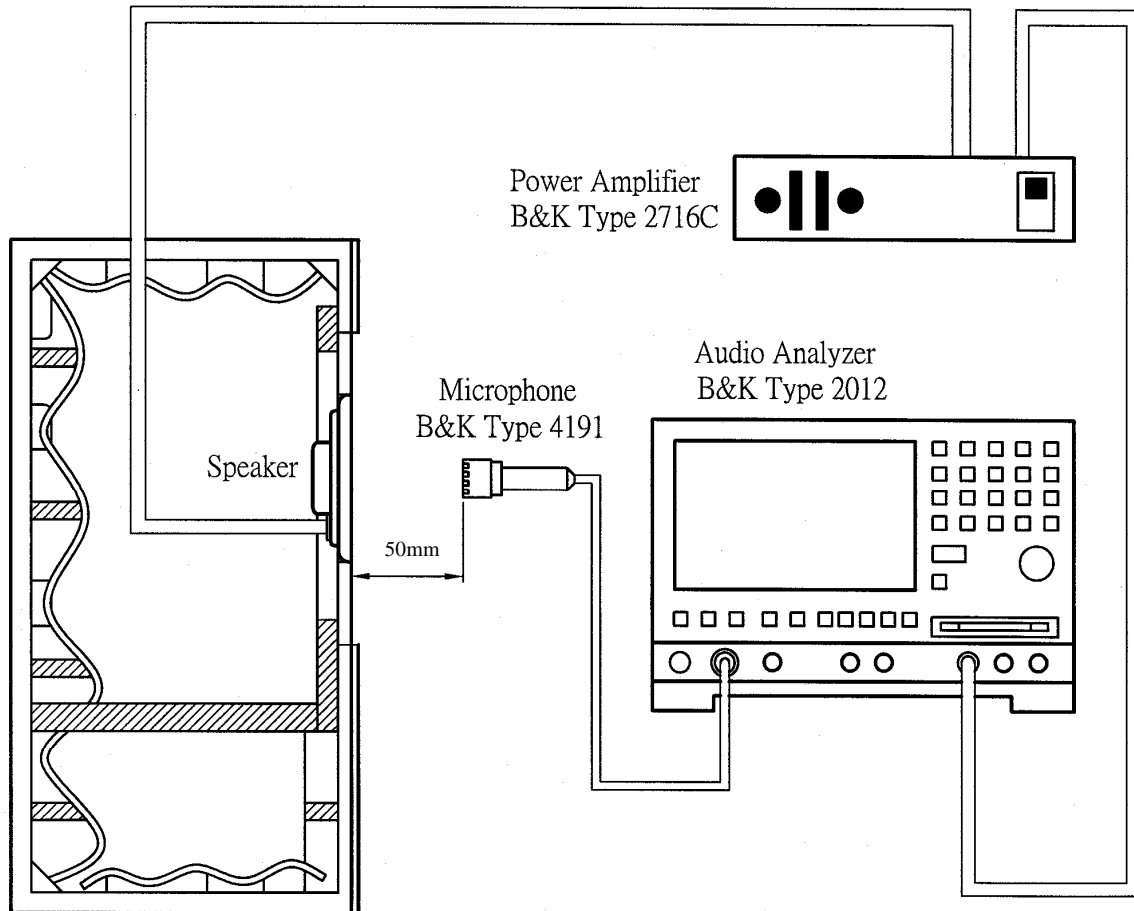 Power Amplifier
B&K Type 2716C
Audio Analyzer
B&K Type 2012
Microphone
B&K Type 4191
Speaker
50mm